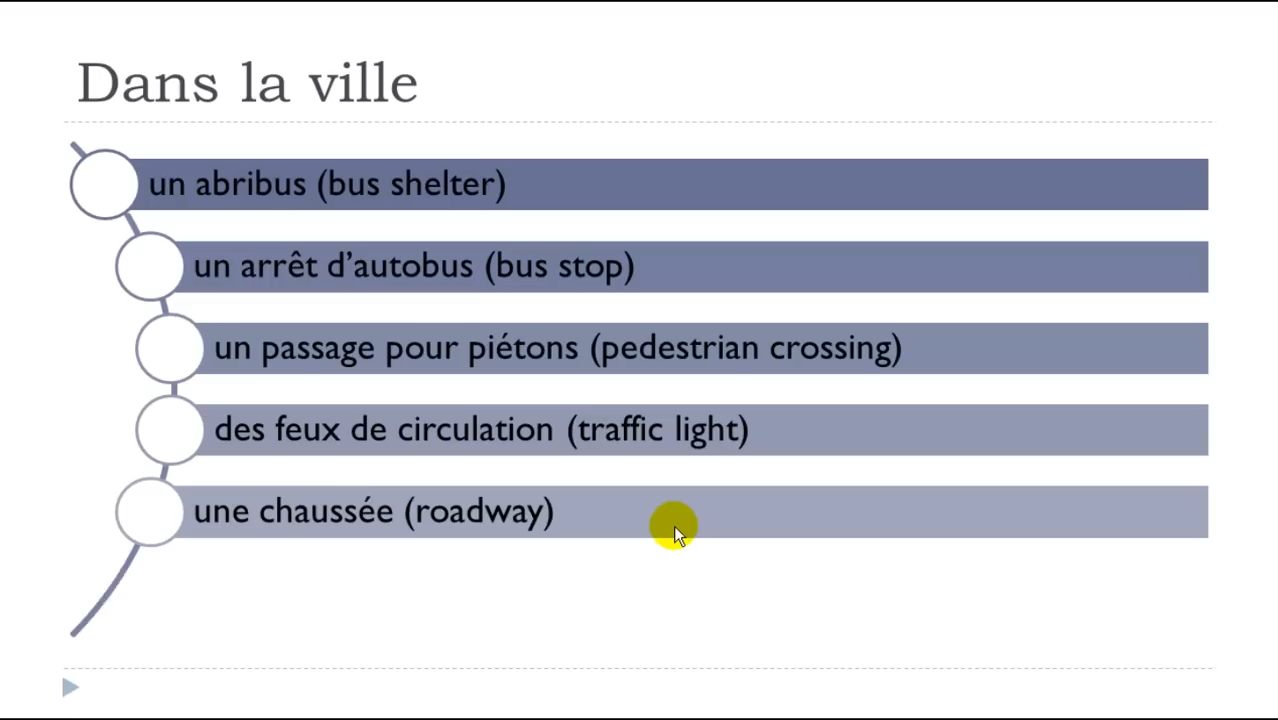 Dans la ville
un abribus (bus shelter)
un arrêt d’autobus (bus stop)
un passage pour piétons (pedestrian crossing)
des feux de circulation (traffic light)
une chaussée (roadway)